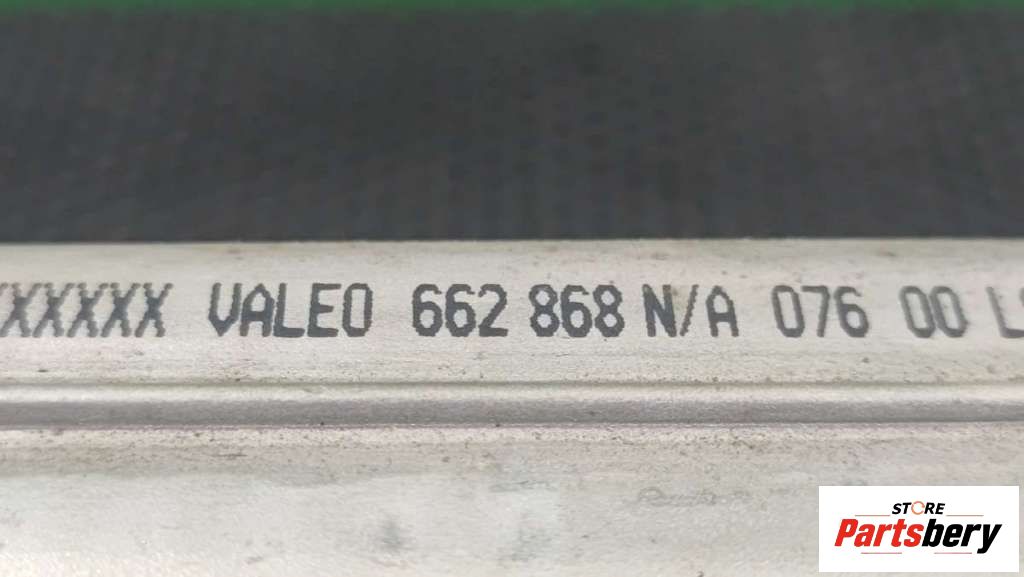 XXXXX VALEO 662 868 N/A 076 00 L
STORE
Partsbery